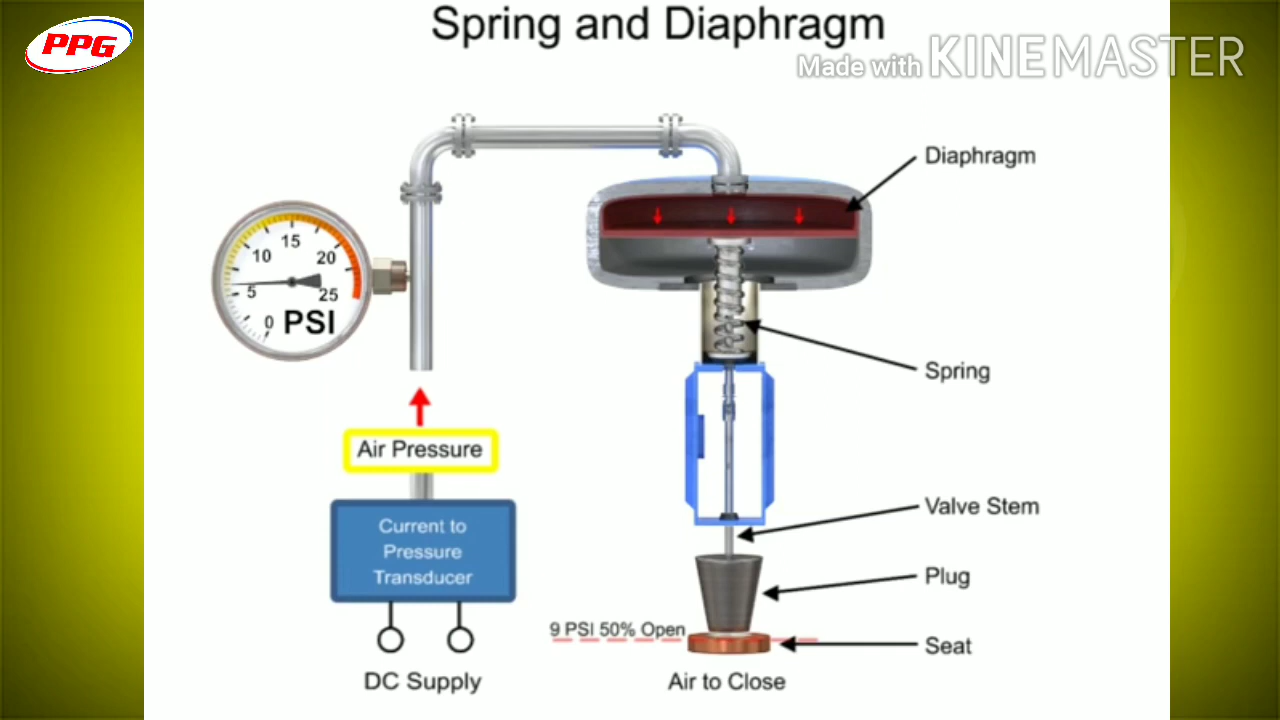 Spring and Diaphragm
PPG
Made with KINEMASTER
Diaphragm
15
10
20
5
25
0
PSI
Spring
Air Pressure
Valve Stem
Current to
Pressure
Transducer
Plug
9 PSI 50% Open
Seat
DC Supply
Air to Close